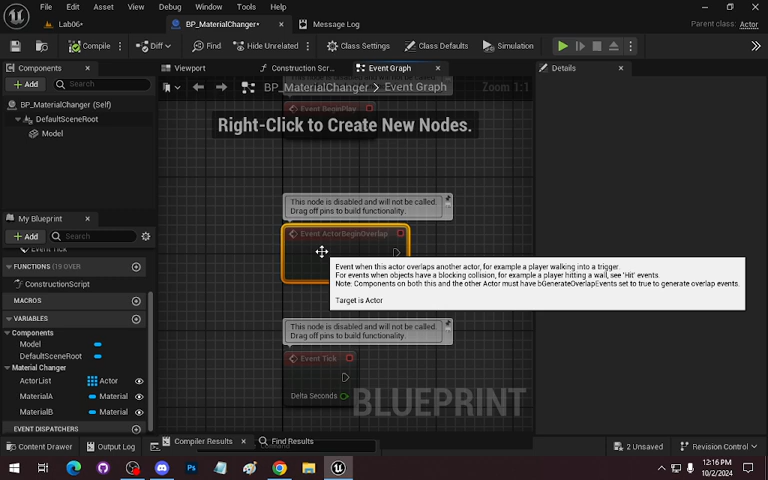 File Edit Asset View Debug Window Tools Help
Lab06•
BP_MaterialChanger•
Message Log
Parent class: Actor
Compile
Diff
Find
Hide Unrelated
Class Settings
Class Defaults
Simulation
Components
Viewport
Construction Scr...
Event Graph
Details
Add
Search
BP_MaterialChanger > Event Graph
Zoom 1:1
BP_MaterialChanger (Self)
DefaultSceneRoot
Model
Event BeginPlay
Right-Click to Create New Nodes.
This node is disabled and will not be called.
Drag off pins to build functionality.
Event ActorBeginOverlap
Event when this actor overlaps another actor, for example a player walking into a trigger.
For events when objects have a blocking collision, for example a player hitting a wall, see 'Hit' events.
Note: Components on both this and the other Actor must have bGenerateOverlapEvents set to true to generate overlap events.
Target is Actor
This node is disabled and will not be called.
Drag off pins to build functionality.
Event Tick
Delta Seconds
BLUEPRINT
My Blueprint
Add
Search
Event Tick
FUNCTIONS (19 OVER
ConstructionScript
MACROS
VARIABLES
Components
Model
DefaultSceneRoot
Material Changer
ActorList Actor
MaterialA Material
MaterialB Material
EVENT DISPATCHERS
Compiler Results
Find Results
Content Drawer
Output Log
2 Unsaved
Revision Control
12:16 PM
10/2/2024